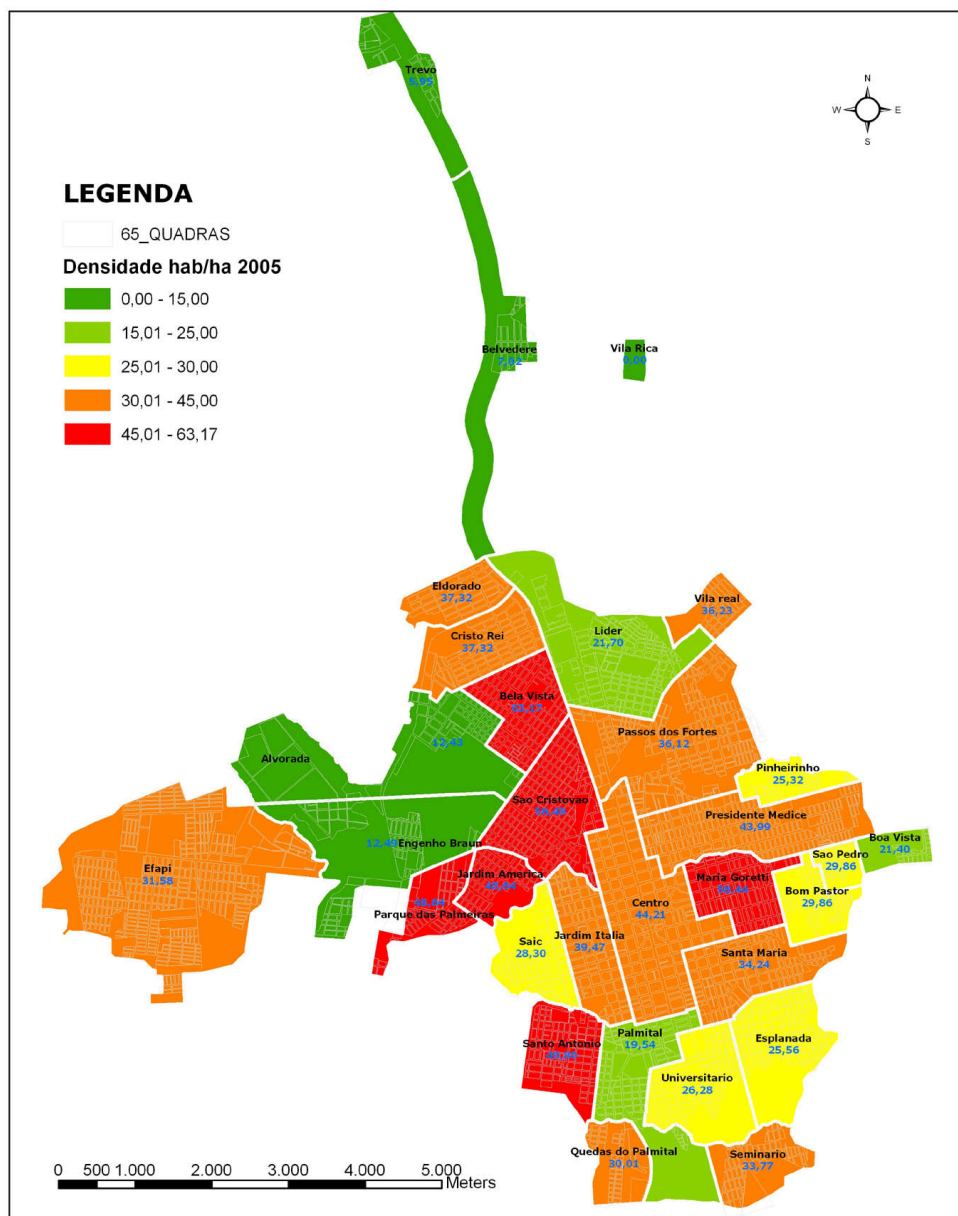 Trevo
5,95
N
W E
S
LEGENDA
65_QUADRAS
Densidade hab/ha 2005
0,00 - 15,00
15,01 - 25,00
25,01 - 30,00
30,01 - 45,00
45,01 - 63,17
Belvedere
7,02
Vila Rica
0,00
Eldorado
37,32
Vila real
36,23
Lider
21,70
Cristo Rei
37,32
Bela Vista
63,17
Passos dos Fortes
36,12
Alvorada
Pinheirinho
25,32
Sao Cristovao
Presidente Medice
43,99
Boa Vista
21,40
12,49
Engenho Braun
Sao Pedro
29,86
Efapi
31,58
Jardim America
Maria Goretti
Bom Pastor
29,86
Centro
44,21
Parque das Palmeiras
Saic
28,30
Jardim Italia
39,47
Santa Maria
34,24
Palmital
19,54
Santo Antonio
Esplanada
25,56
Universitario
26,28
Quedas do Palmital
30,01
Seminario
33,77
0 500 1.000 2.000 3.000 4.000 5.000
Meters